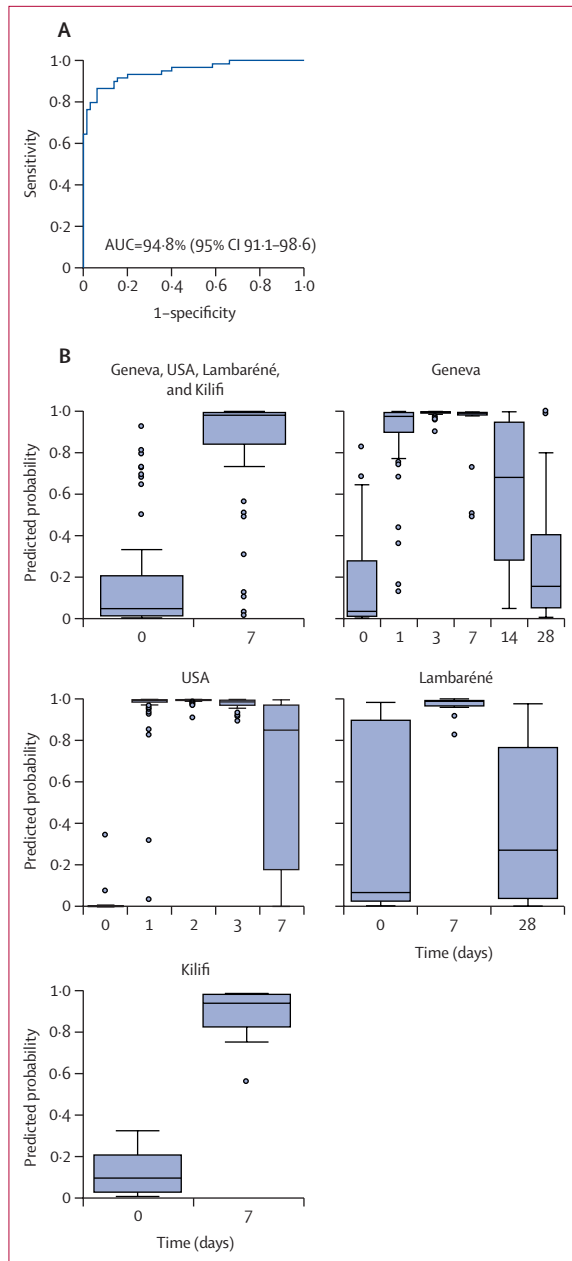 A
1·0
0·8
0·6
0·4
0·2
0
Sensitivity
AUC=94·8% (95% CI 91·1–98·6)
0 0·2 0·4 0·6 0·8 1·0
1–specificity
B
Geneva, USA, Lambaréné,
and Kilifi
1·0
0·8
0·6
0·4
0·2
0
Predicted probability
0 7
Geneva
0 1 3 7 14 28
USA
1·0
0·8
0·6
0·4
0·2
0
Predicted probability
0 1 2 3 7
Lambaréné
0 7 28
Time (days)
Kilifi
1·0
0·8
0·6
0·4
0·2
0
Predicted probability
0 7
Time (days)